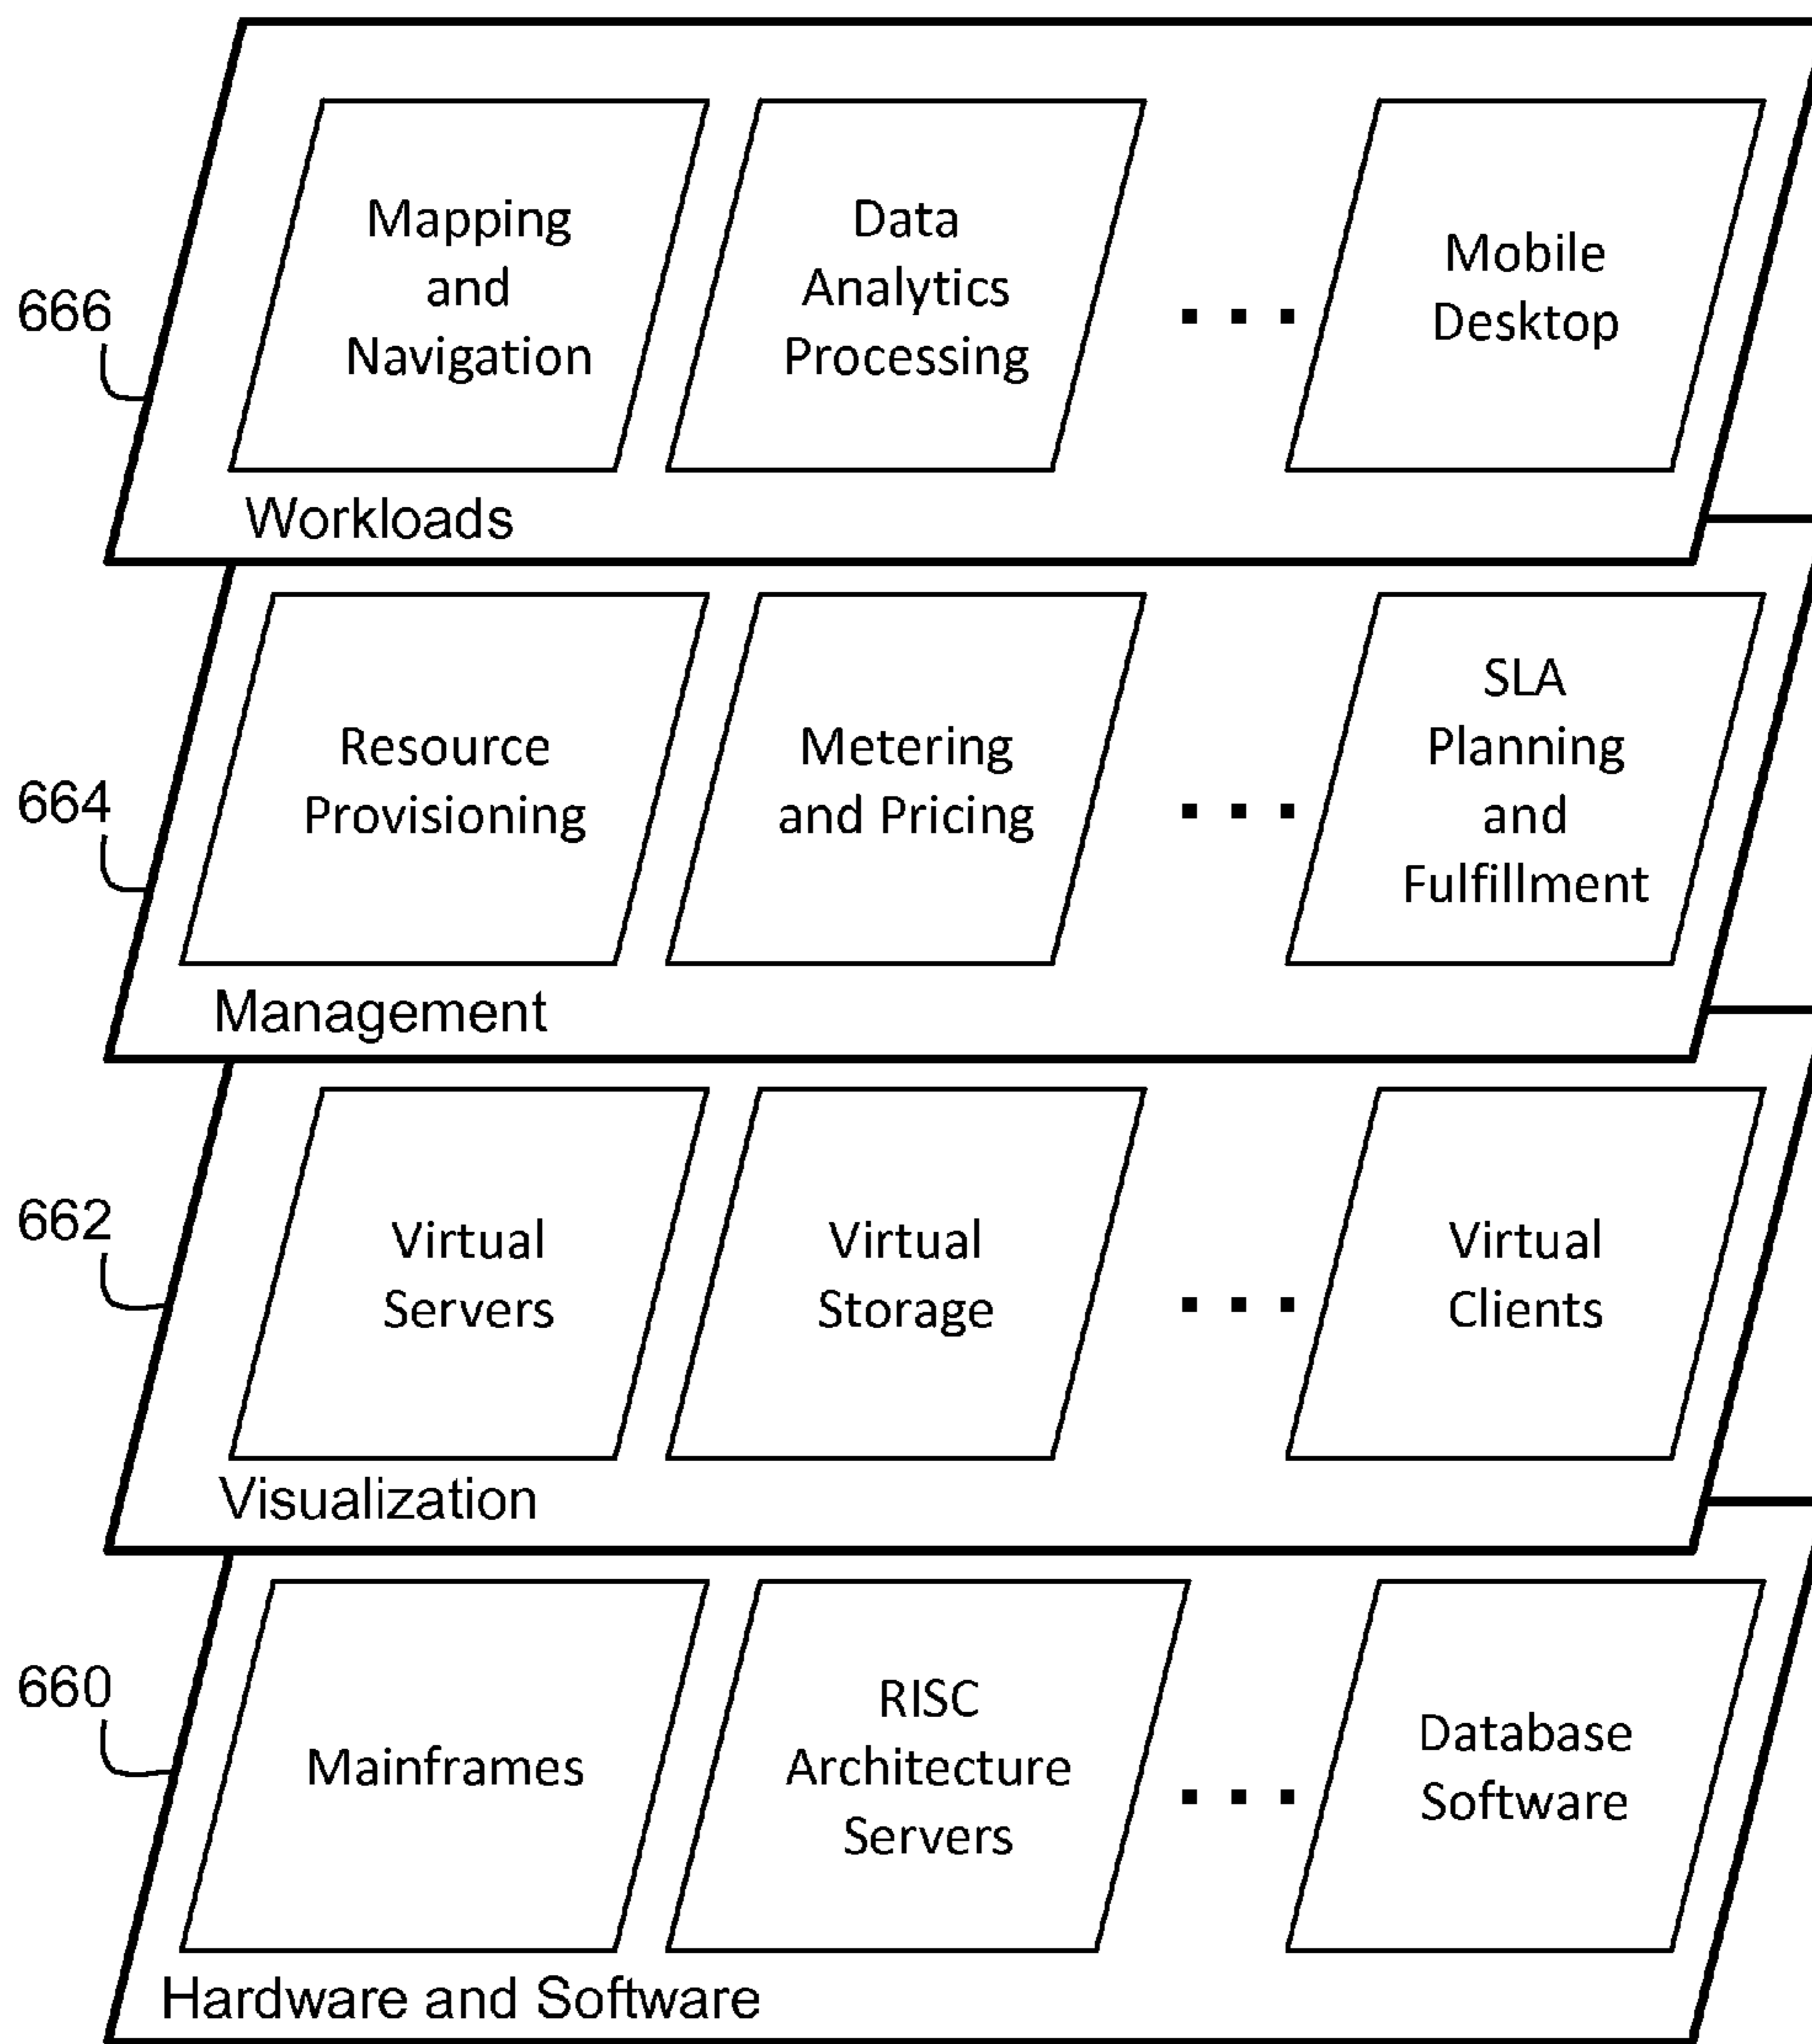 Mapping
and
Navigation
Data
Analytics
Processing
Mobile
Desktop
666
Workloads
Resource
Provisioning
Metering
and Pricing
SLA
Planning
and
Fulfillment
664
Management
Virtual
Servers
Virtual
Storage
Virtual
Clients
662
Visualization
Mainframes
RISC
Architecture
Servers
Database
Software
660
Hardware and Software